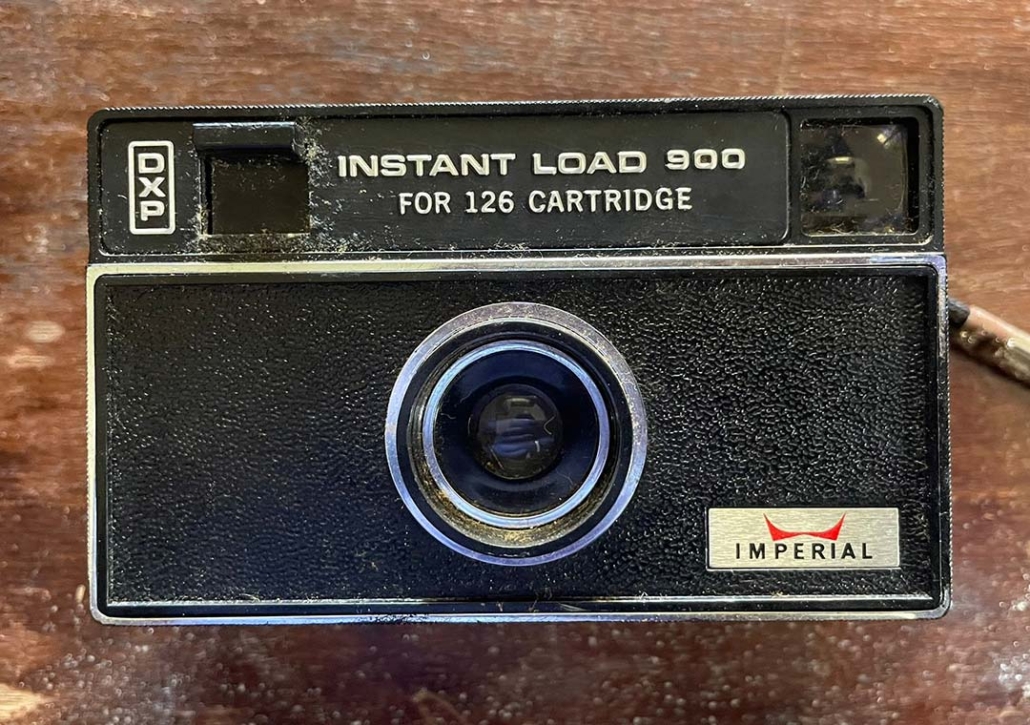 DXP
INSTANT LOAD 900
FOR 126 CARTRIDGE
IMPERIAL